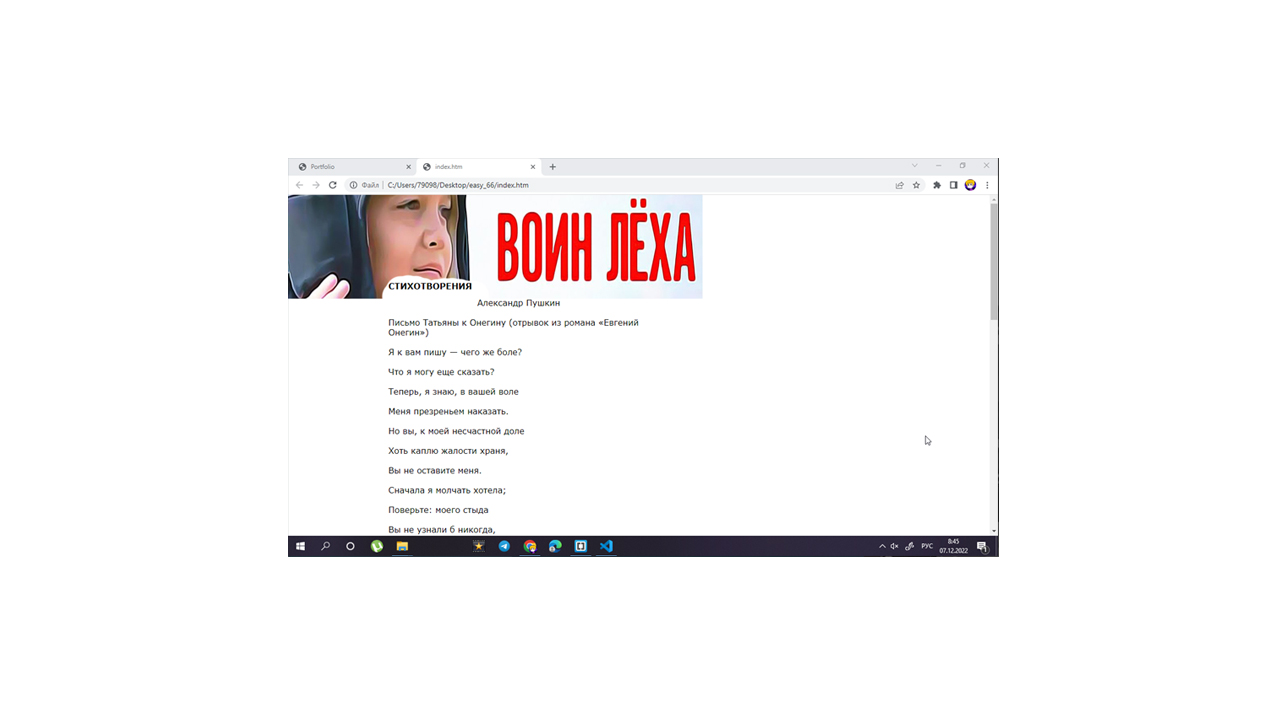 Portfolio
index.htm
Файл
C:/Users/79098/Desktop/easy_66/index.htm
ВОИН ЛЁХА
СТИХОТВОРЕНИЯ
Александр Пушкин
Письмо Татьяны к Онегину (отрывок из романа «Евгений
Онегин»)
Я к вам пишу — чего же боле?
Что я могу еще сказать?
Теперь, я знаю, в вашей воле
Меня презреньем наказать.
Но вы, к моей несчастной доле
Хоть каплю жалости храня,
Вы не оставите меня.
Сначала я молчать хотела;
Поверьте: моего стыда
Вы не узнали б никогда,
РУС
8:45
07.12.2022
1